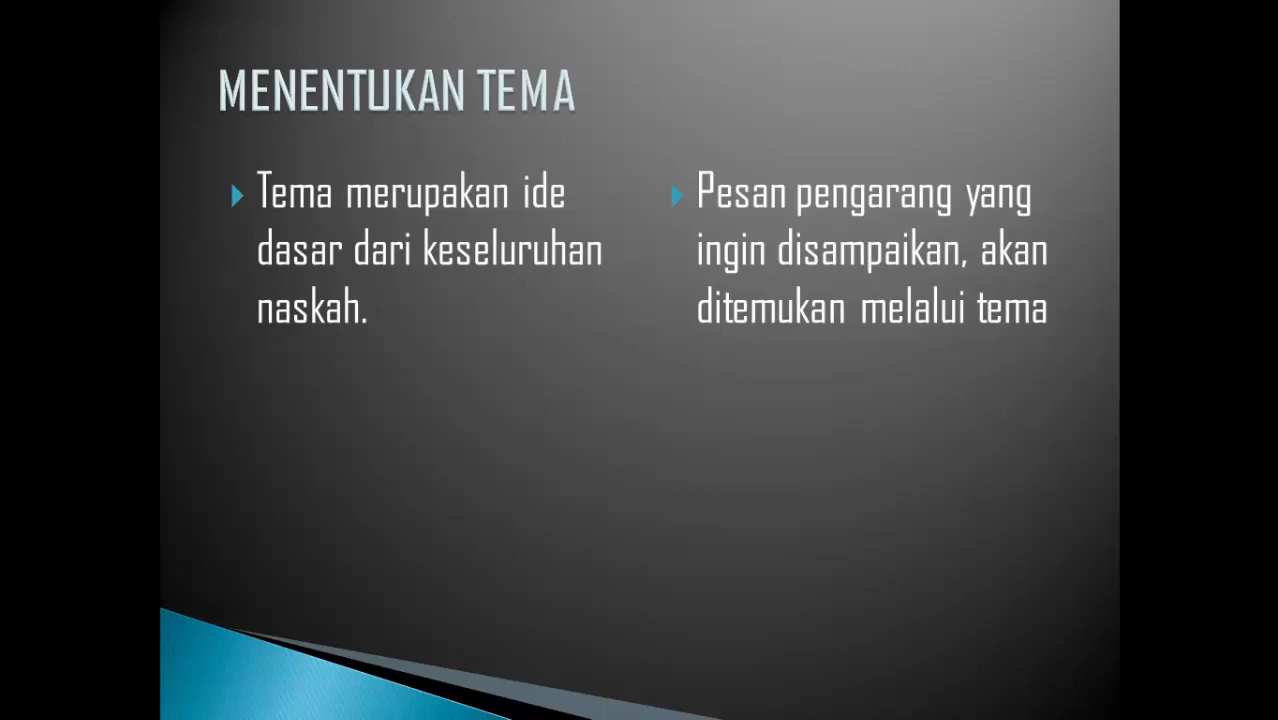 MENENTUKAN TEMA
Tema merupakan ide
dasar dari keseluruhan
naskah.
Pesan pengarang yang
ingin disampaikan, akan
ditemukan melalui tema